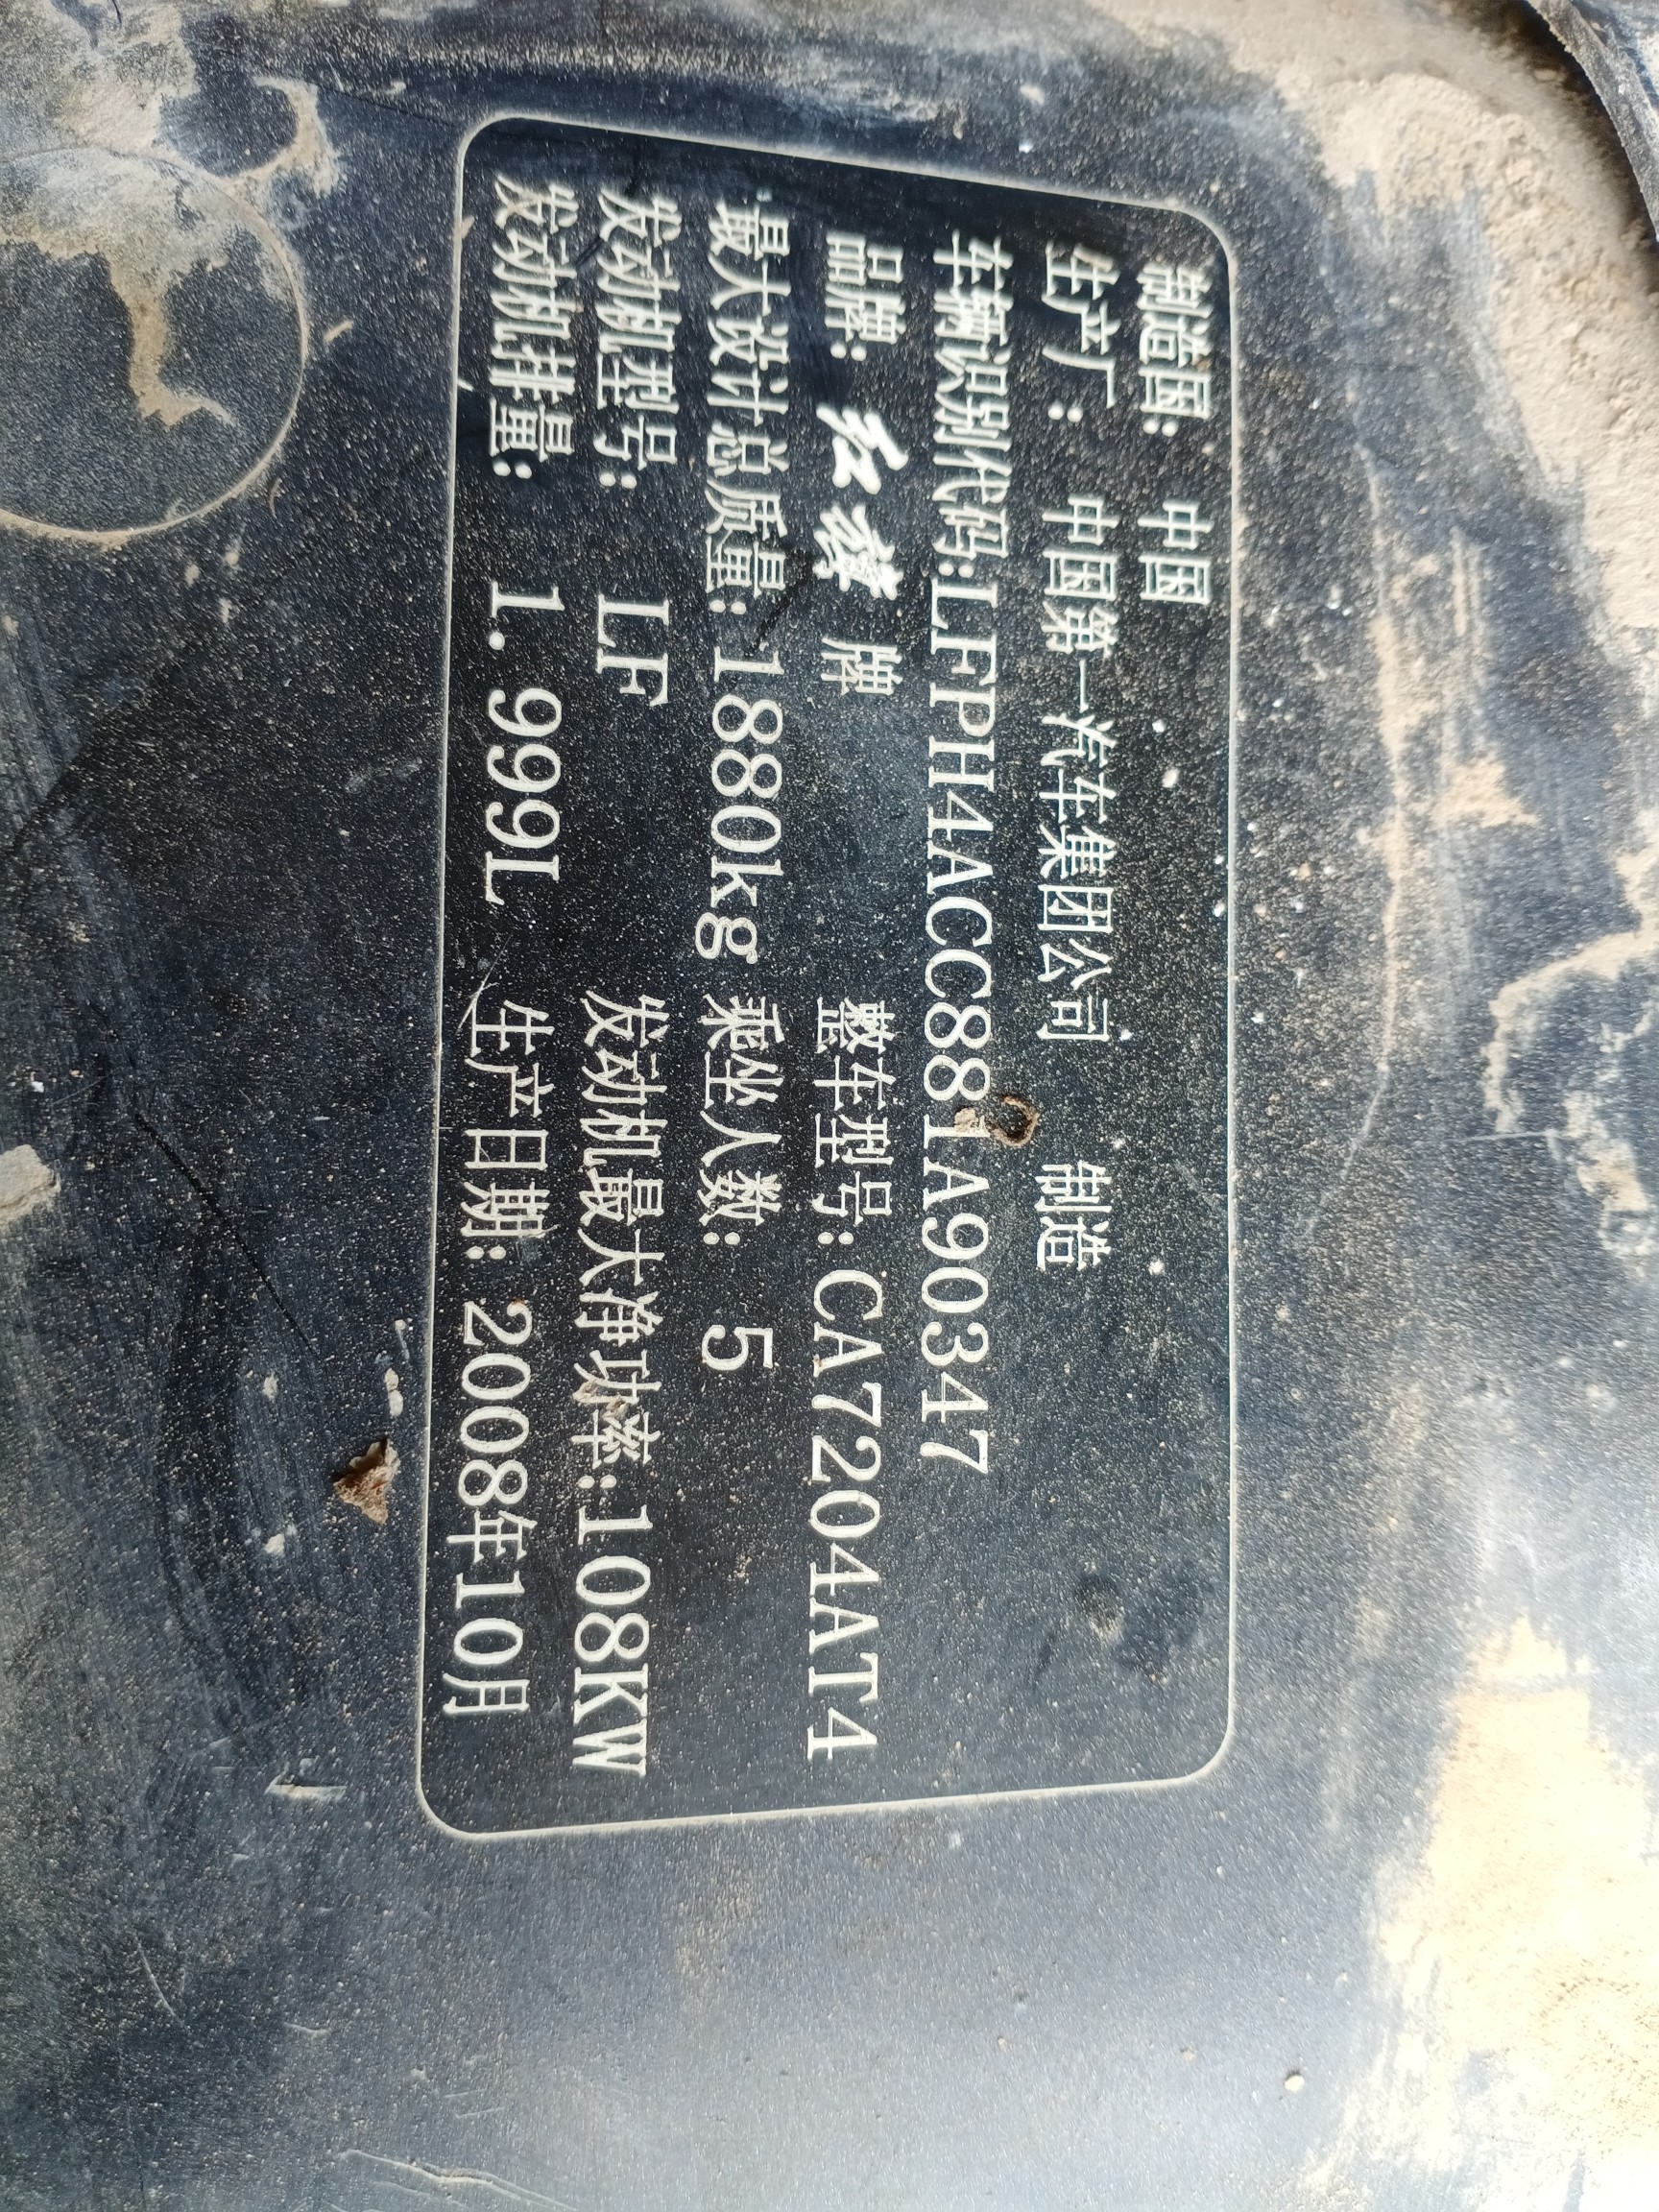 制造国: 中国
生产厂: 中国第一汽车集团公司 制造
车辆识别代码:LFPH4ACC881A90347
品牌: 红旗 牌 整车型号: CA7204AT4
最大设计总质量:1880kg 乘坐人数: 5
发动机型号: LF 发动机最大净功率:108KW
发动机排量: 1.999L 生产日期: 2008年10月